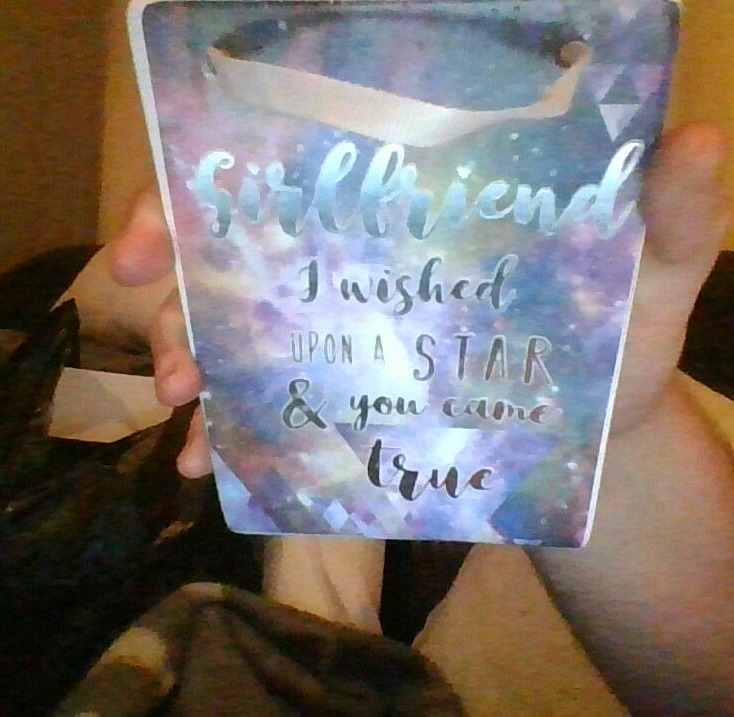 Girlfriend
I wished
UPON A STAR
& you came
true